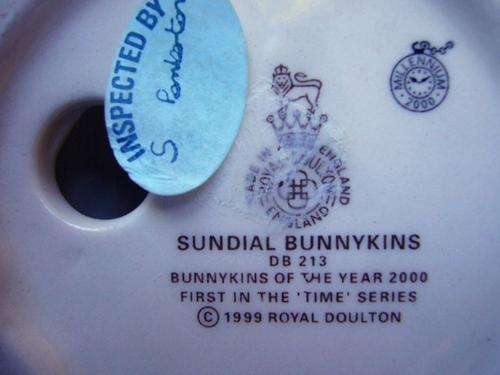 INSPECTED BY
S Pemberton
MILLENNIUM
2000
MADE IN ENGLAND
ROYAL DOULTON
ENGLAND
SUNDIAL BUNNYKINS
DB 213
BUNNYKINS OF THE YEAR 2000
FIRST IN THE 'TIME' SERIES
© 1999 ROYAL DOULTON